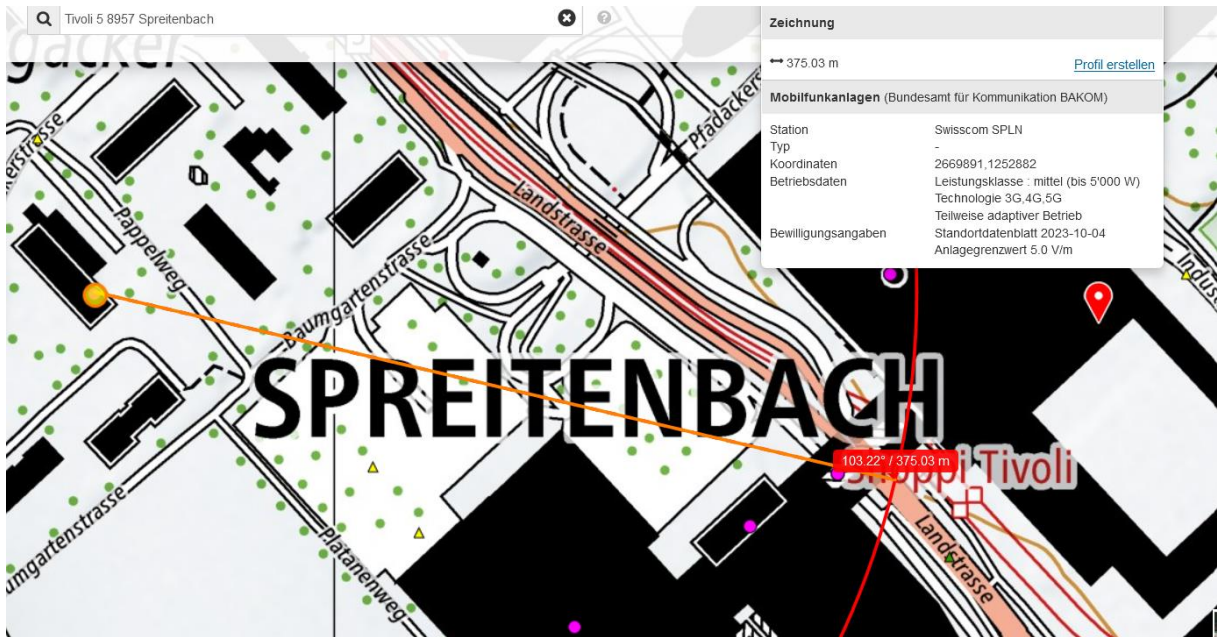 Tivoli 5 8957 Spreitenbach
Zeichnung
375.03 m
Profil erstellen
Mobilfunkanlagen (Bundesamt für Kommunikation BAKOM)
Station Swisscom SPLN
Typ -
Koordinaten 2669891,1252882
Betriebsdaten Leistungsklasse : mittel (bis 5'000 W)
Technologie 3G,4G,5G
Teilweise adaptiver Betrieb
Bewilligungsangaben Standortdatenblatt 2023-10-04
Anlagegrenzwert 5.0 V/m
Landstrasse
Pappelweg
Baumgartenstrasse
SPREITENBACH
103.22° / 375.03 m
Shoppi Tivoli
Platanenweg
Landstrasse